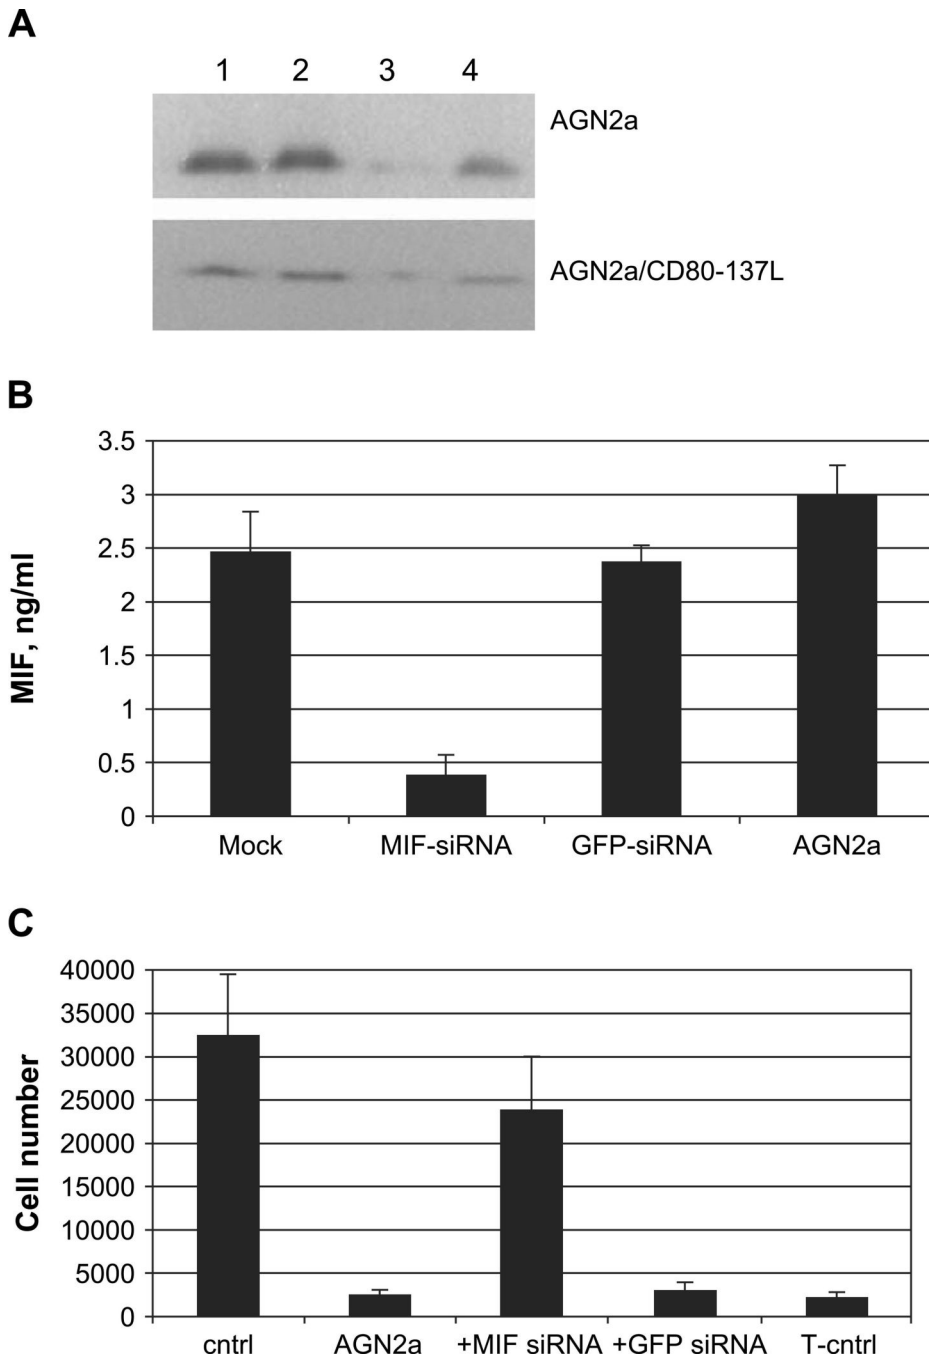 A
1 2 3 4
AGN2a
AGN2a/CD80-137L
B
MIF, ng/ml
3.5
3
2.5
2
1.5
1
0.5
0
Mock MIF-siRNA GFP-siRNA AGN2a
C
Cell number
40000
35000
30000
25000
20000
15000
10000
5000
0
cntrl AGN2a +MIF siRNA +GFP siRNA T-cntrl